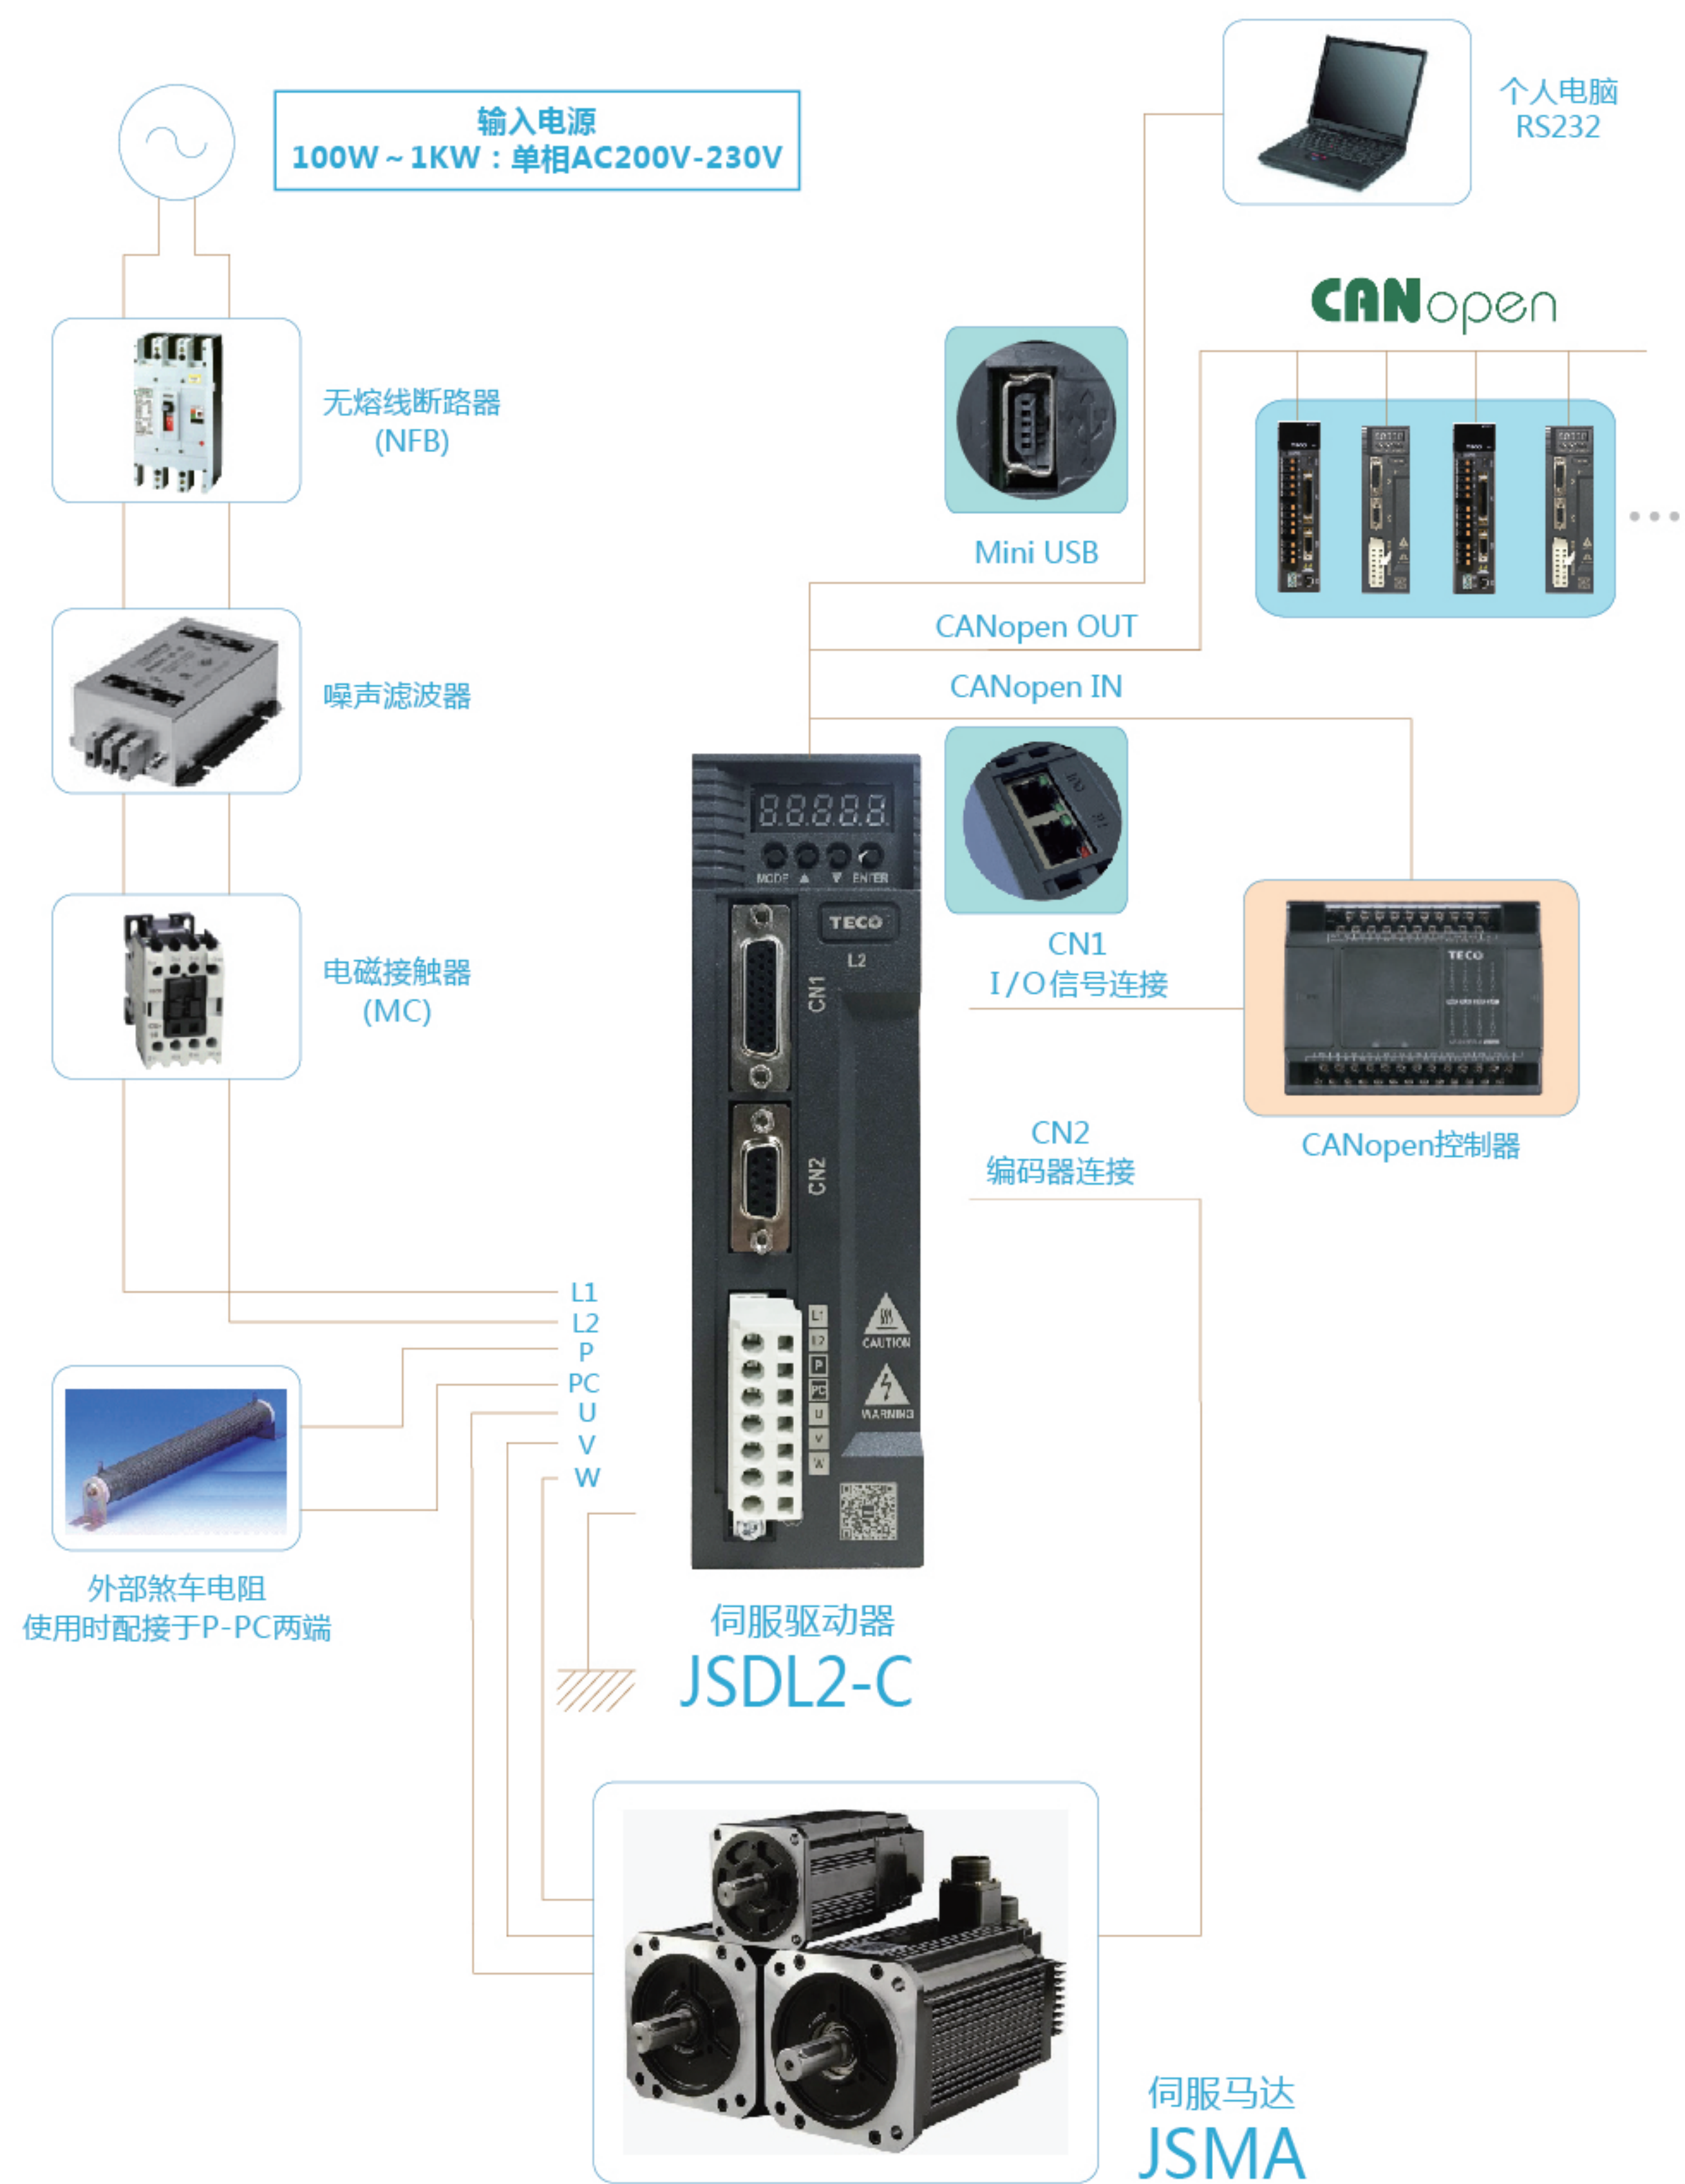 输入电源
100W～1KW：单相AC200V-230V
个人电脑
RS232
CANopen
无熔线断路器
(NFB)
Mini USB
CANopen OUT
CANopen IN
噪声滤波器
电磁接触器
(MC)
MODE ▲ ▼ ENTER
TECO
L2
CN1
CN2
CN1
I/O信号连接
TECO
CANopen控制器
CN2
编码器连接
L1
L2
P
PC
U
V
W
L1
L2
P
PC
U
V
W
CAUTION
WARNING
外部煞车电阻
使用时配接于P-PC两端
伺服驱动器
JSDL2-C
伺服马达
JSMA